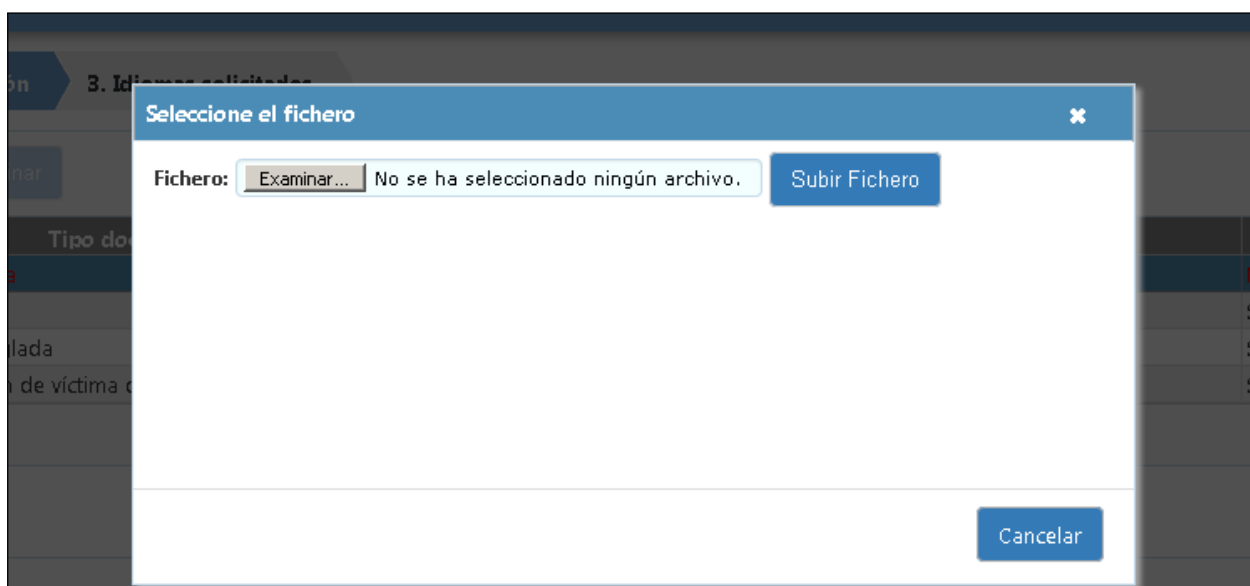 ón
3. Idiomas solicitados
Seleccione el fichero
Fichero: Examinar... No se ha seleccionado ningún archivo. Subir Fichero
nar
Tipo do
a
lada
de víctima
Cancelar